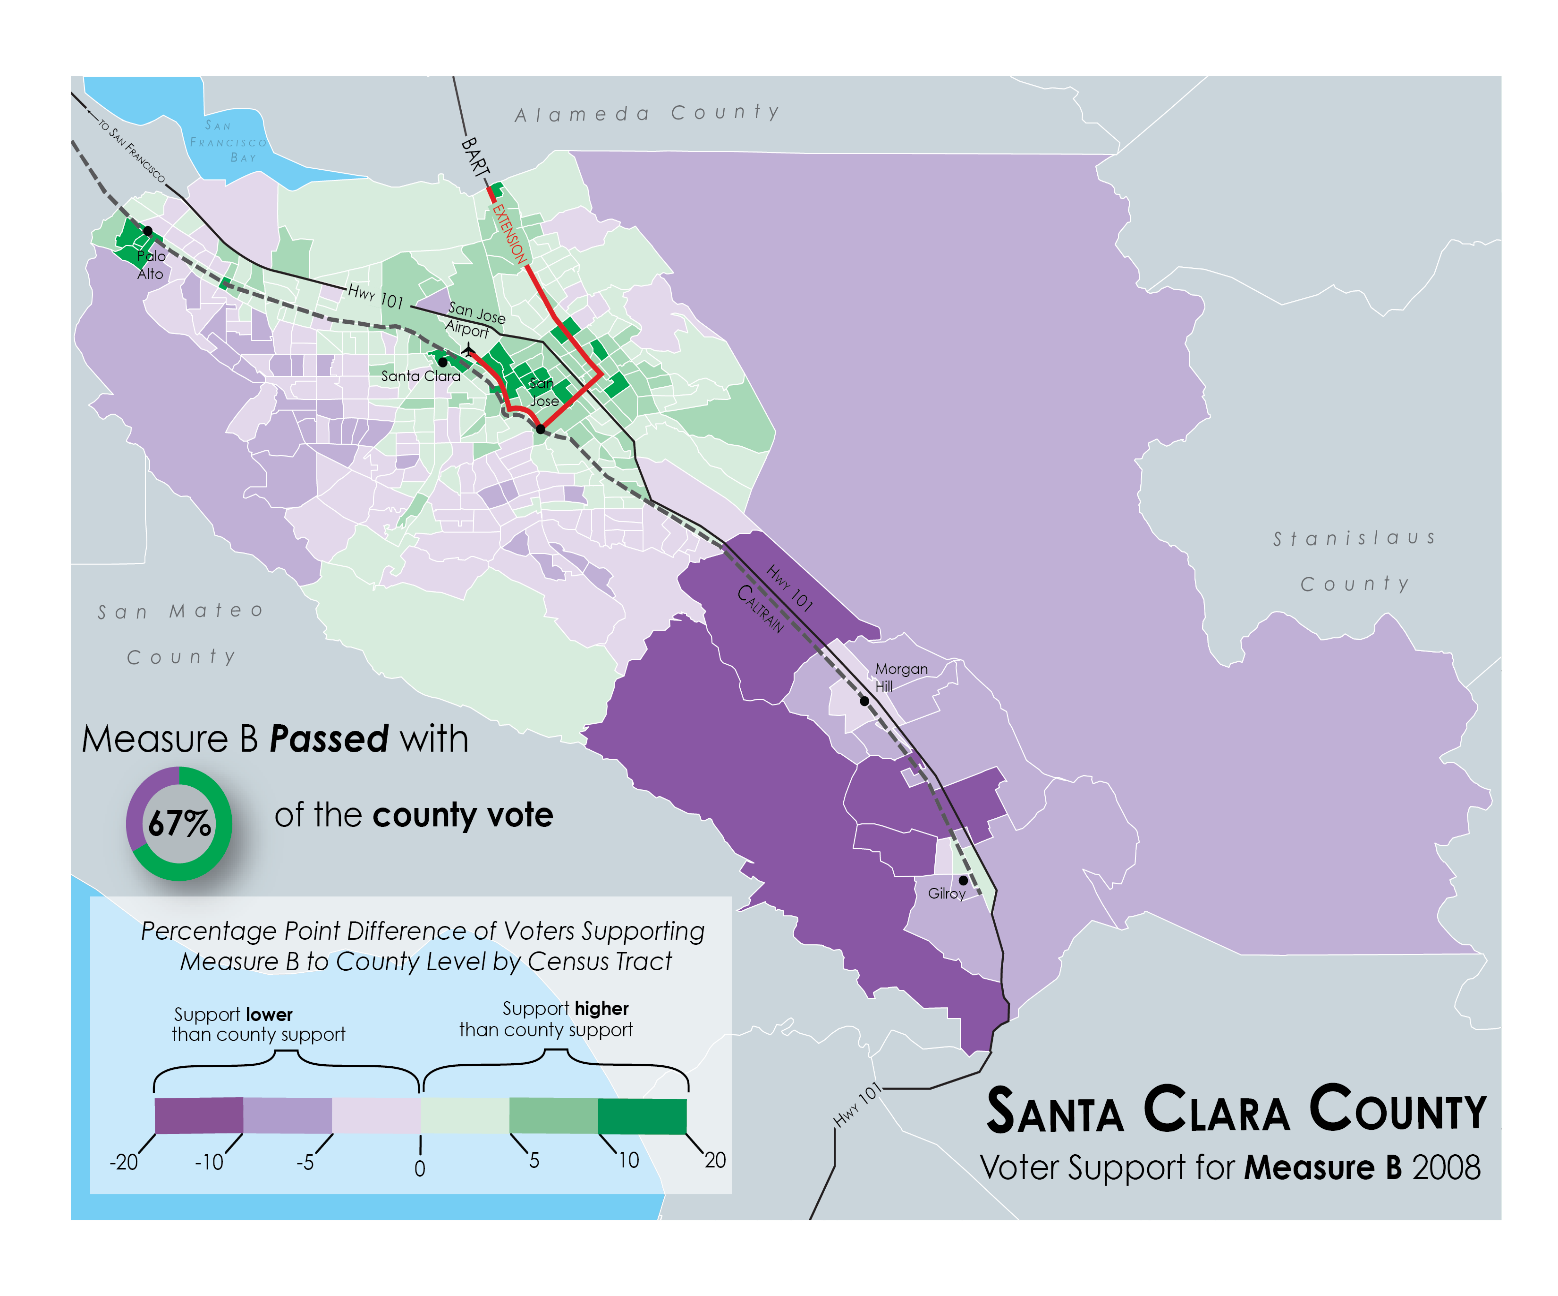 Alameda County
SAN
FRANCISCO
BAY
TO SAN FRANCISCO
BART
EXTENSION
Palo
Alto
HWY 101
San Jose
Airport
Santa Clara
San
Jose
Stanislaus
County
San Mateo
County
HWY 101
CALTRAIN
Morgan
Hill
Gilroy
Measure B Passed with
67% of the county vote
Percentage Point Difference of Voters Supporting
Measure B to County Level by Census Tract
Support lower
than county support
Support higher
than county support
-20 -10 -5 0 5 10 20
HWY 101
SANTA CLARA COUNTY
Voter Support for Measure B 2008